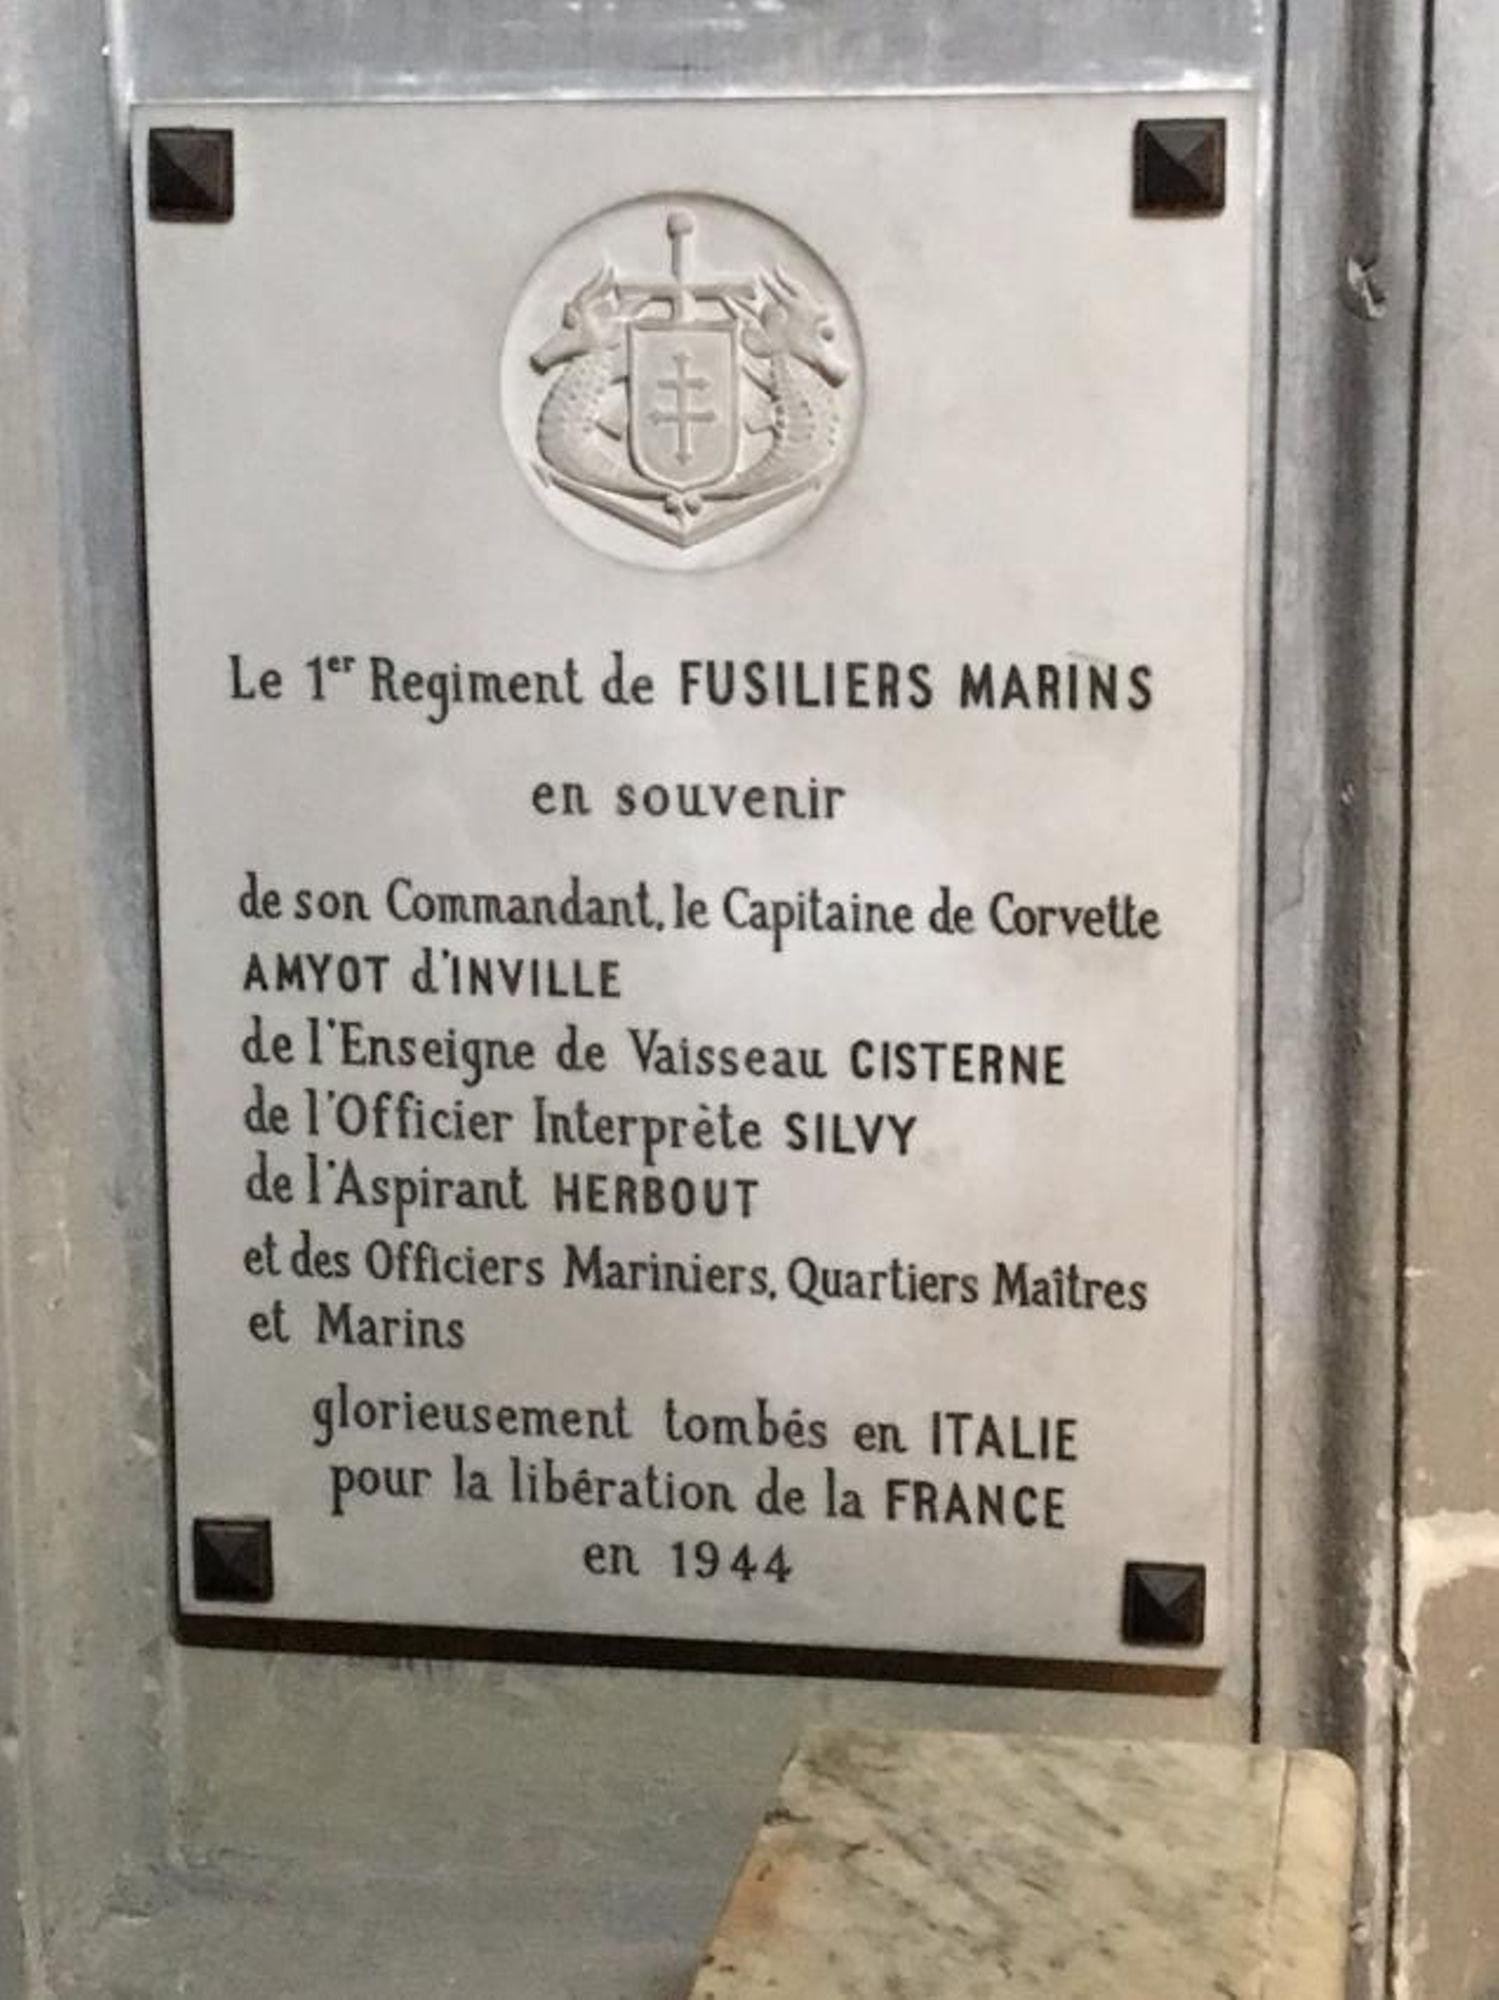 Le 1er Regiment de FUSILIERS MARINS
en souvenir
de son Commandant, le Capitaine de Corvette
AMYOT d'INVILLE
de l'Enseigne de Vaisseau CISTERNE
de l'Officier Interprète SILVY
de l'Aspirant HERBOUT
et des Officiers Mariniers, Quartiers Maîtres
et Marins
glorieusement tombés en ITALIE
pour la libération de la FRANCE
en 1944